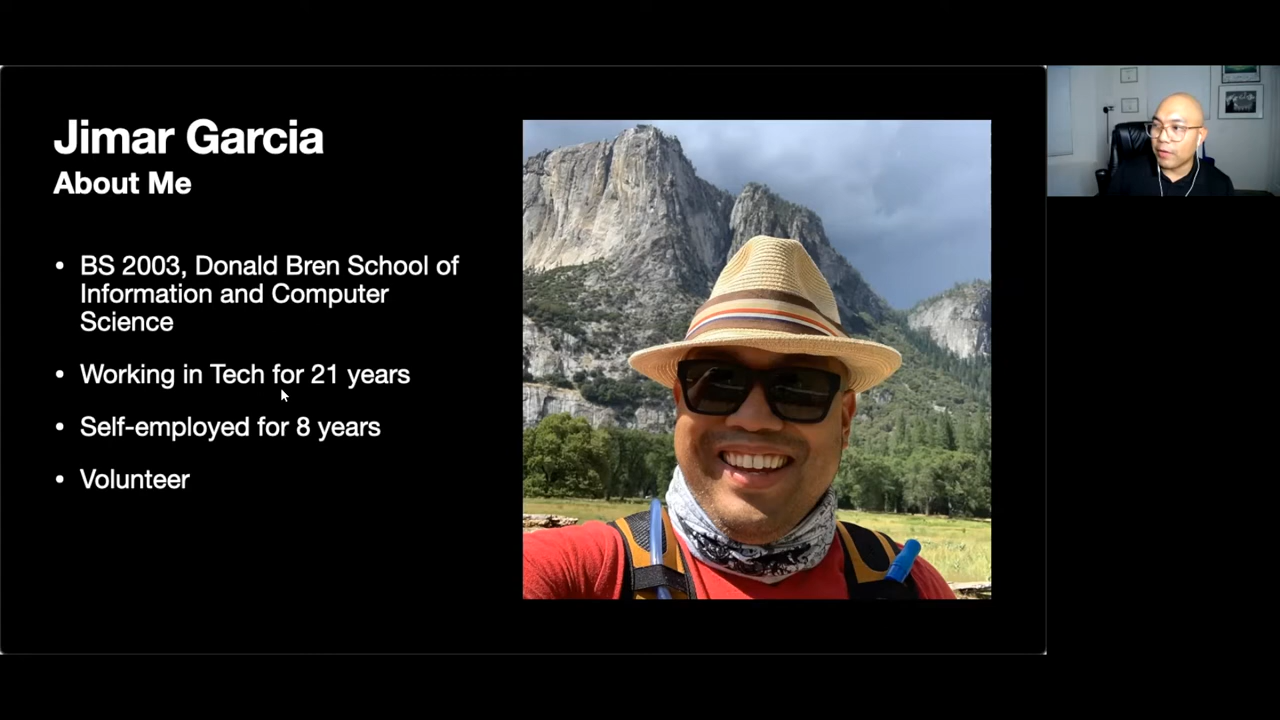 Jimar Garcia
About Me
• BS 2003, Donald Bren School of
Information and Computer
Science
• Working in Tech for 21 years
• Self-employed for 8 years
• Volunteer